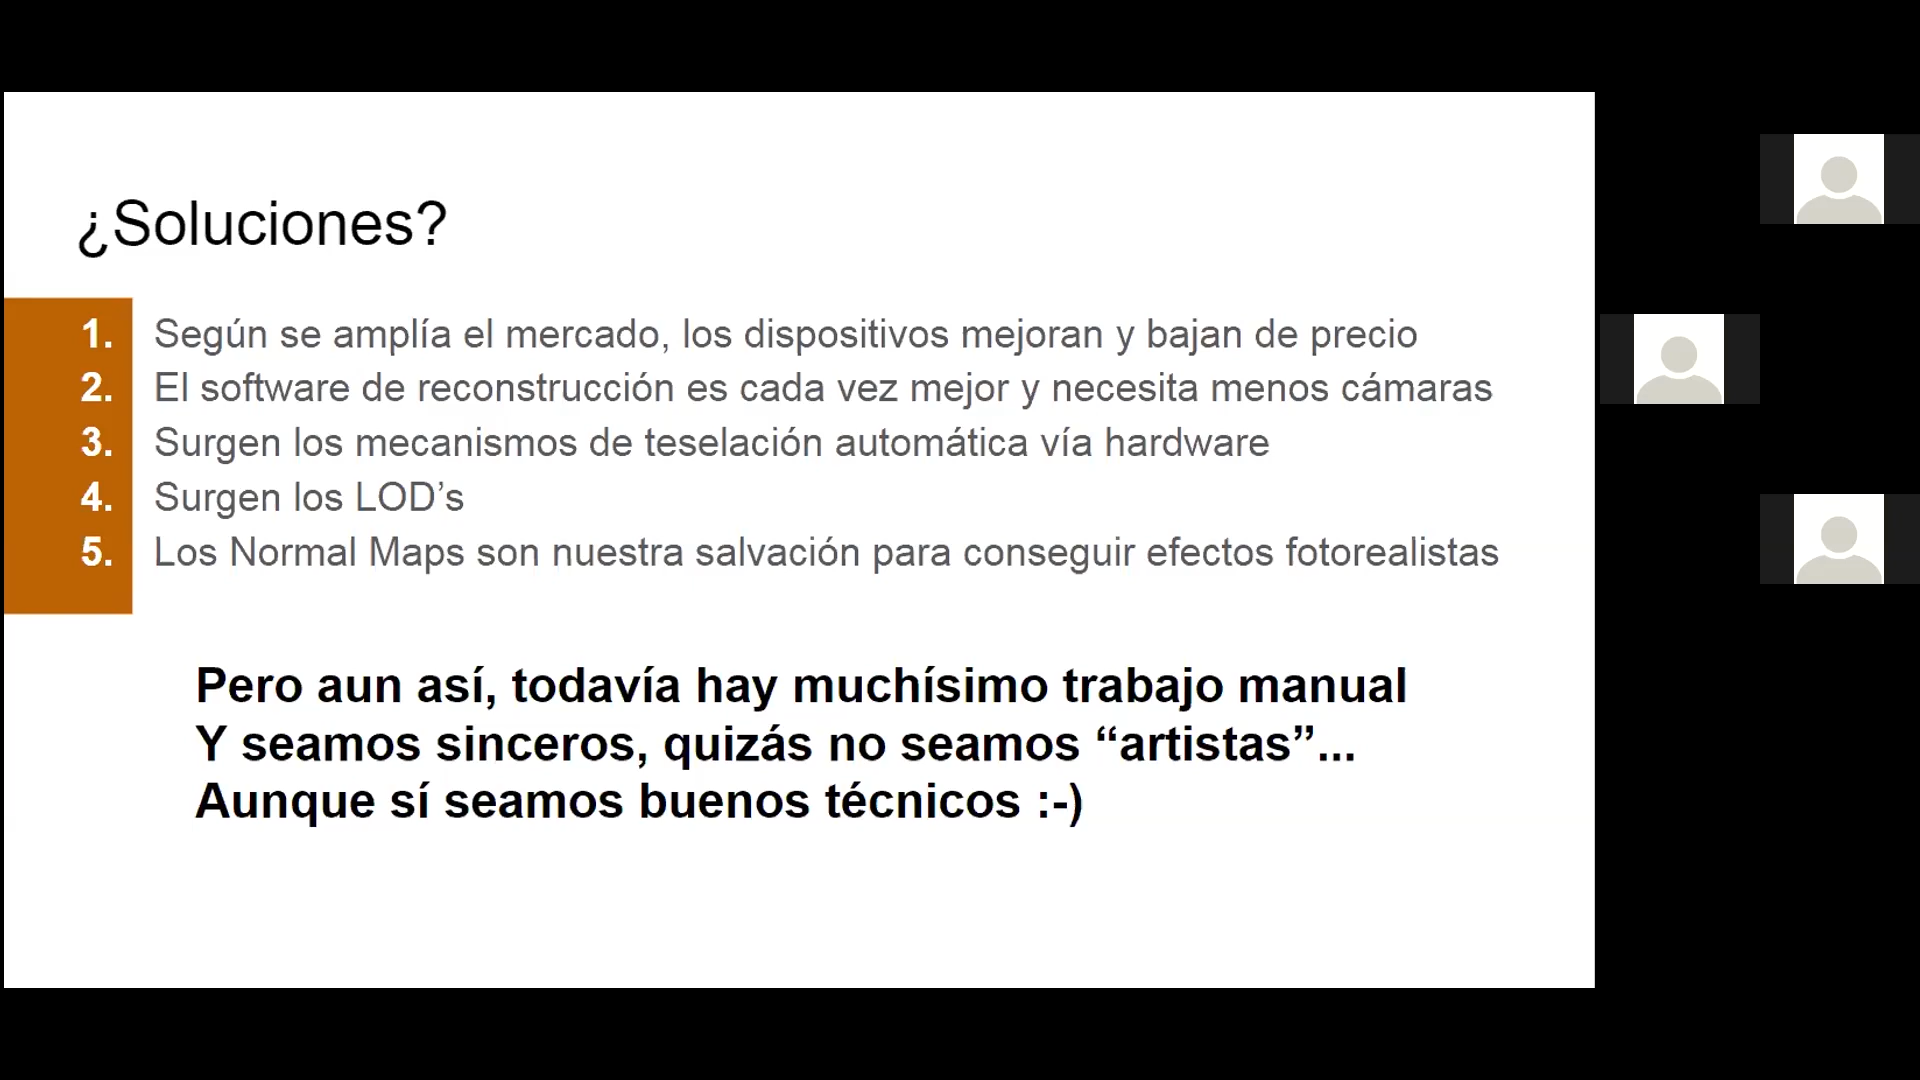 ¿Soluciones?
1. Según se amplía el mercado, los dispositivos mejoran y bajan de precio
2. El software de reconstrucción es cada vez mejor y necesita menos cámaras
3. Surgen los mecanismos de teselación automática vía hardware
4. Surgen los LOD’s
5. Los Normal Maps son nuestra salvación para conseguir efectos fotorealistas
Pero aun así, todavía hay muchísimo trabajo manual
Y seamos sinceros, quizás no seamos “artistas”...
Aunque sí seamos buenos técnicos :-)